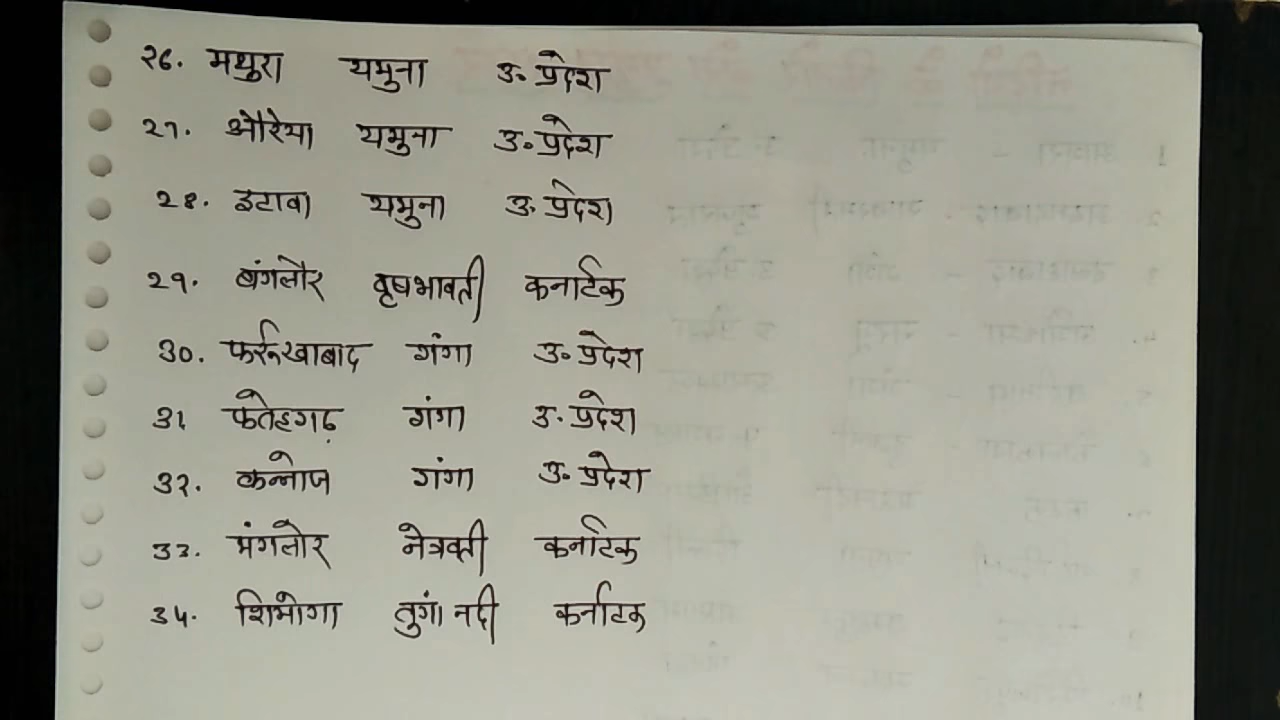 २६. मथुरा यमुना उ॰ प्रदेश
२७. औरेया यमुना उ॰ प्रदेश
२८. इटावा यमुना उ॰ प्रदेश
२९. बंगलौर वृषभावती कर्नाटक
३०. फर्रूखाबाद गंगा उ॰ प्रदेश
३१ फतेहगढ़ गंगा उ. प्रदेश
३२. कन्नोज गंगा उ॰ प्रदेश
३३. मंगलोर नेत्रवती कर्नाटक
३४. शिमोगा तुगां नदी कर्नाटक